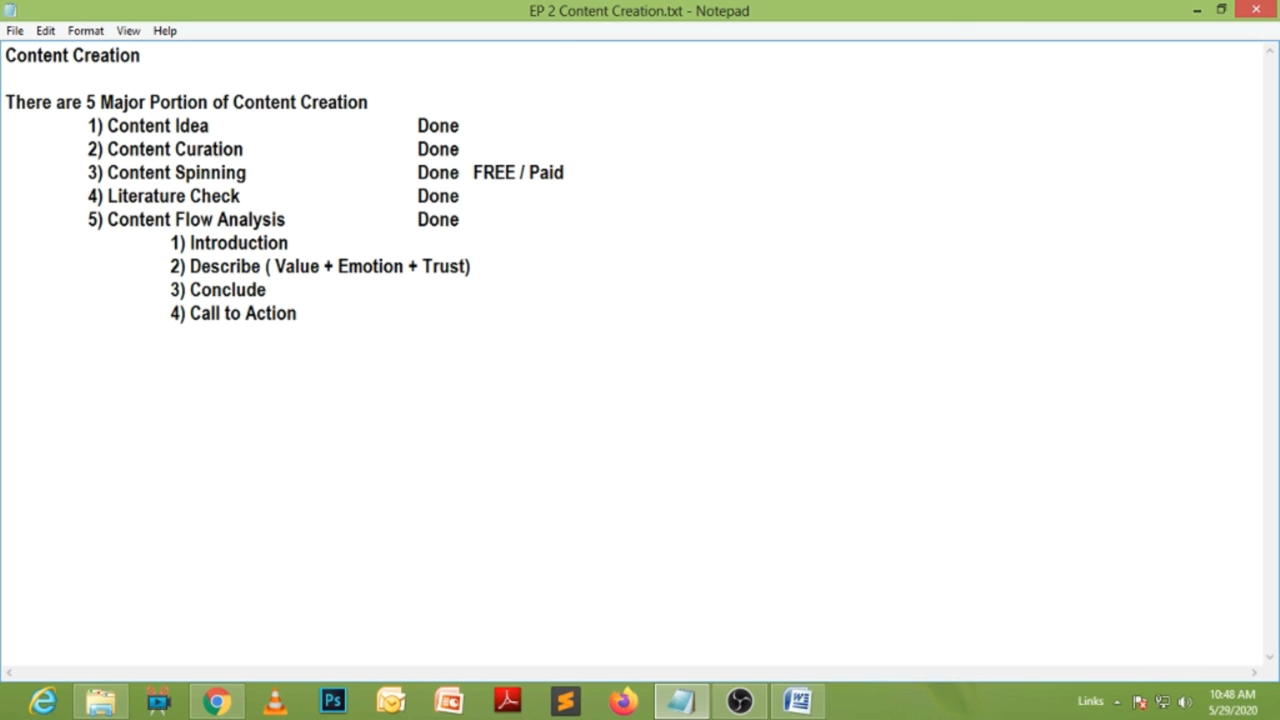 EP 2 Content Creation.txt - Notepad
File Edit Format View Help
Content Creation
There are 5 Major Portion of Content Creation
1) Content Idea Done
2) Content Curation Done
3) Content Spinning Done FREE / Paid
4) Literature Check Done
5) Content Flow Analysis Done
1) Introduction
2) Describe ( Value + Emotion + Trust)
3) Conclude
4) Call to Action
Ps
Links
10:48 AM
5/29/2020